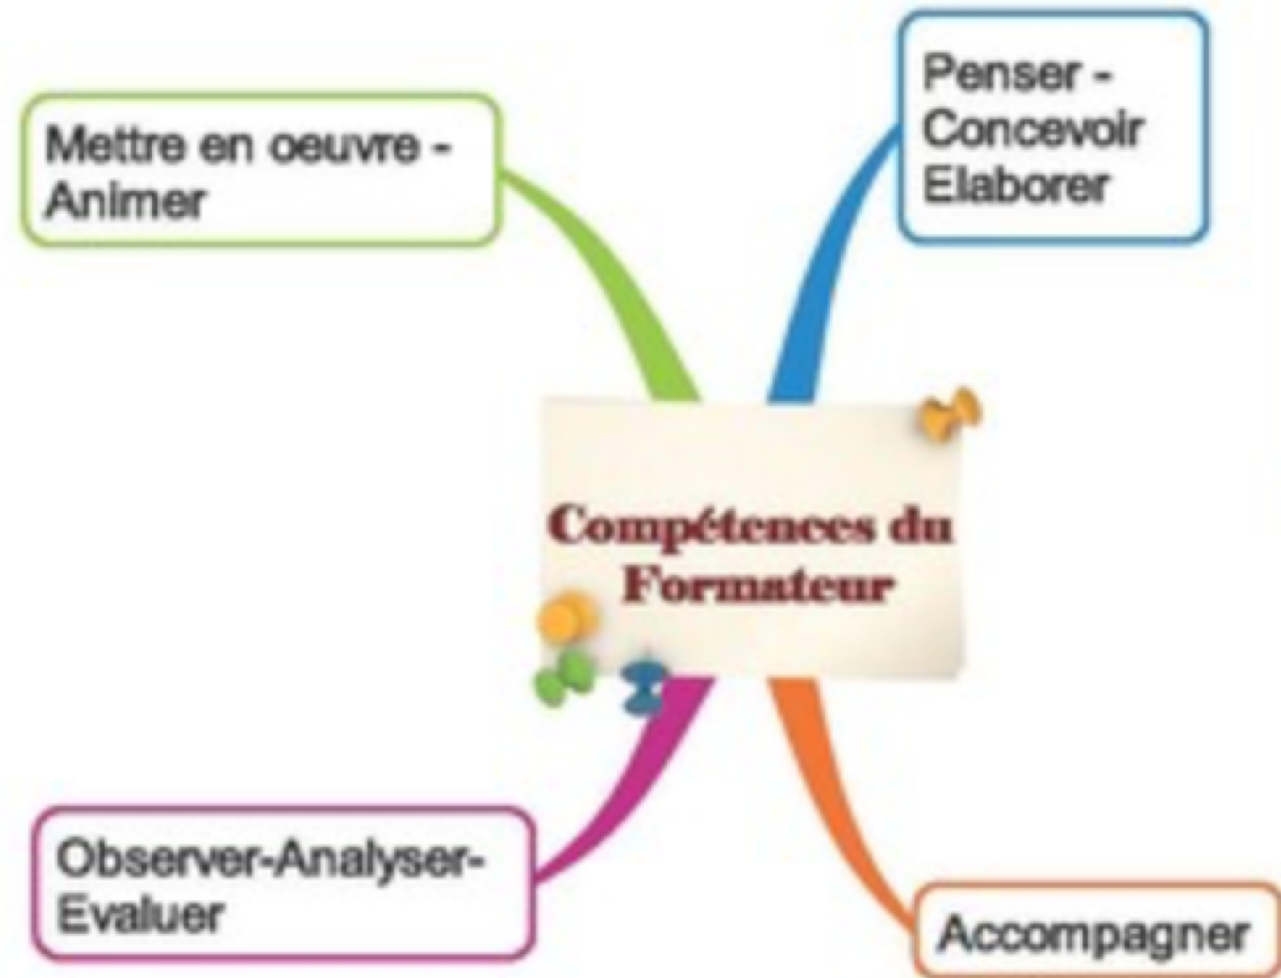 Mettre en oeuvre -
Animer
Penser -
Concevoir
Elaborer
Compétences du
Formateur
Observer-Analyser-
Evaluer
Accompagner